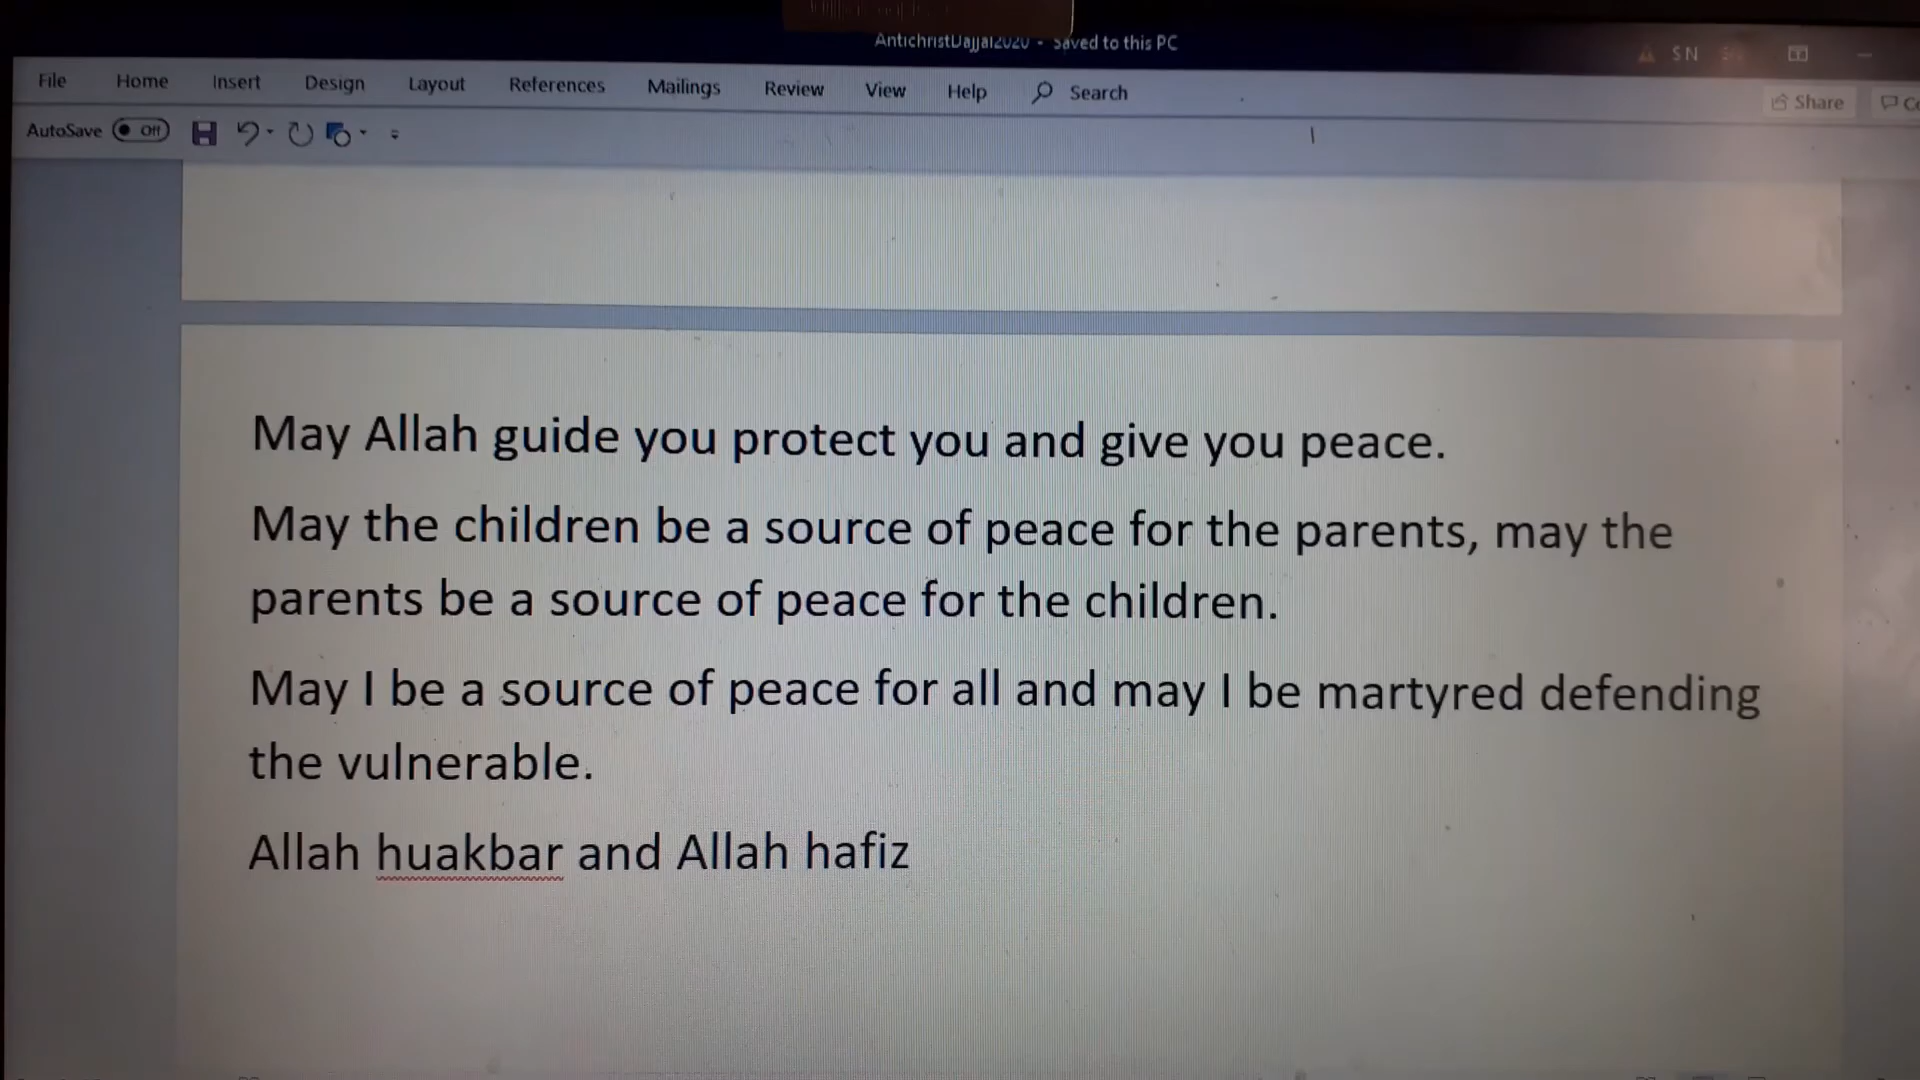 AntichristDajjal2020 - Saved to this PC
SN
File Home Insert Design Layout References Mailings Review View Help Search
Share
AutoSave Off
May Allah guide you protect you and give you peace.
May the children be a source of peace for the parents, may the
parents be a source of peace for the children.
May I be a source of peace for all and may I be martyred defending
the vulnerable.
Allah huakbar and Allah hafiz